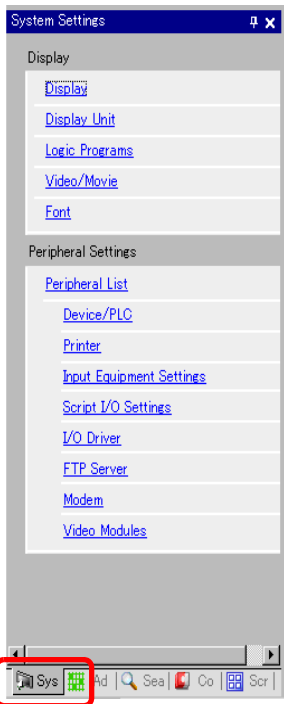 System Settings
Display
Display
Display Unit
Logic Programs
Video/Movie
Font
Peripheral Settings
Peripheral List
Device/PLC
Printer
Input Equipment Settings
Script I/O Settings
I/O Driver
FTP Server
Modem
Video Modules
Sys Ad Sea Co Scr